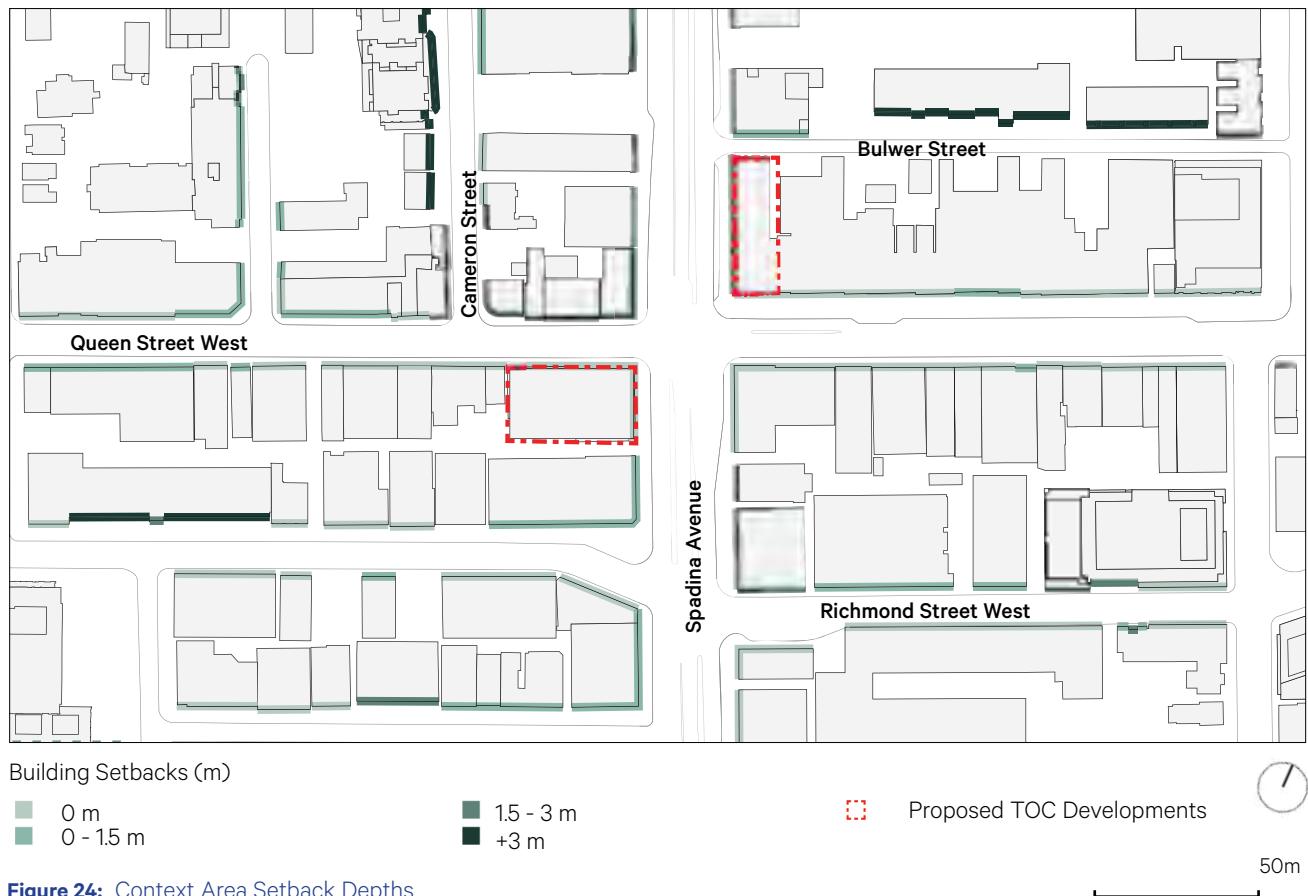 Bulwer Street
Cameron Street
Queen Street West
Spadina Avenue
Richmond Street West
Building Setbacks (m)
0 m
0 - 1.5 m
1.5 - 3 m
+3 m
Proposed TOC Developments
50m
Figure 24: Context Area Setback Depths